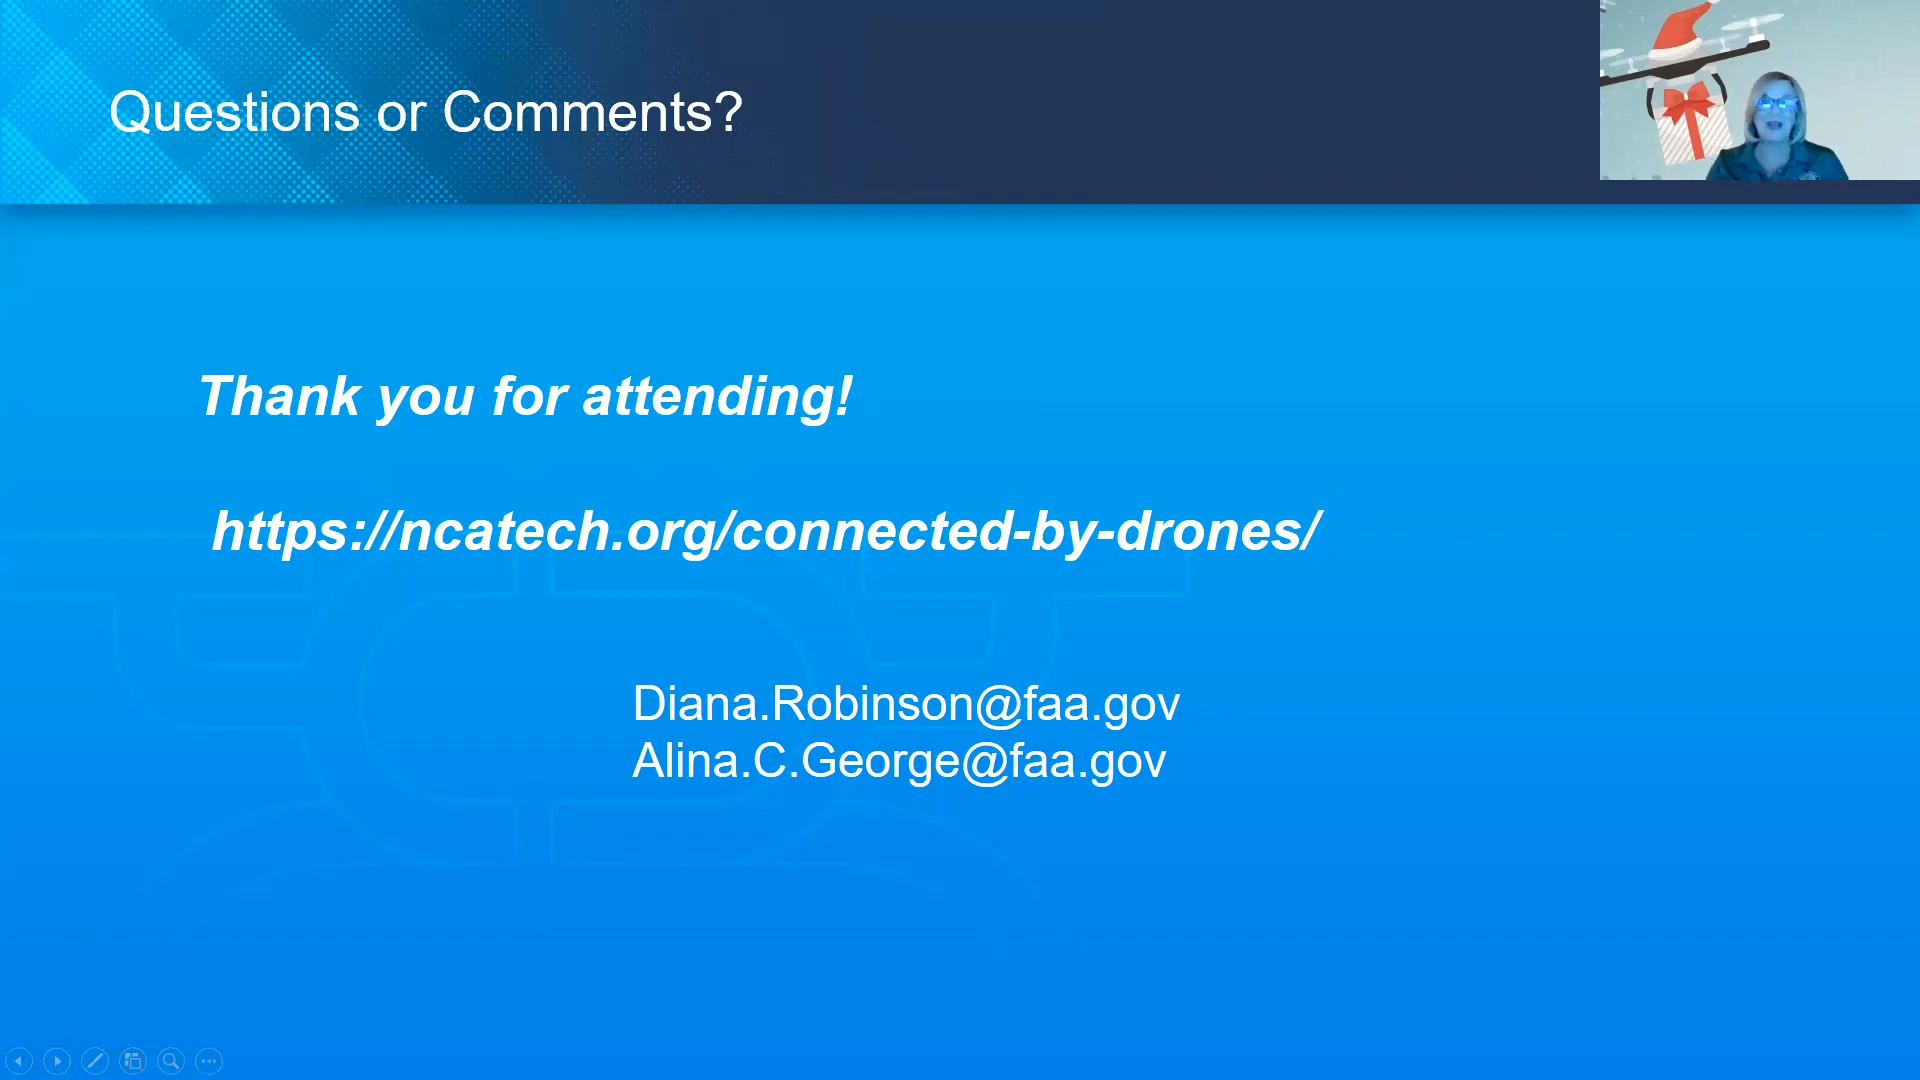 Questions or Comments?
Thank you for attending!
https://ncatech.org/connected-by-drones/
Diana.Robinson@faa.gov
Alina.C.George@faa.gov